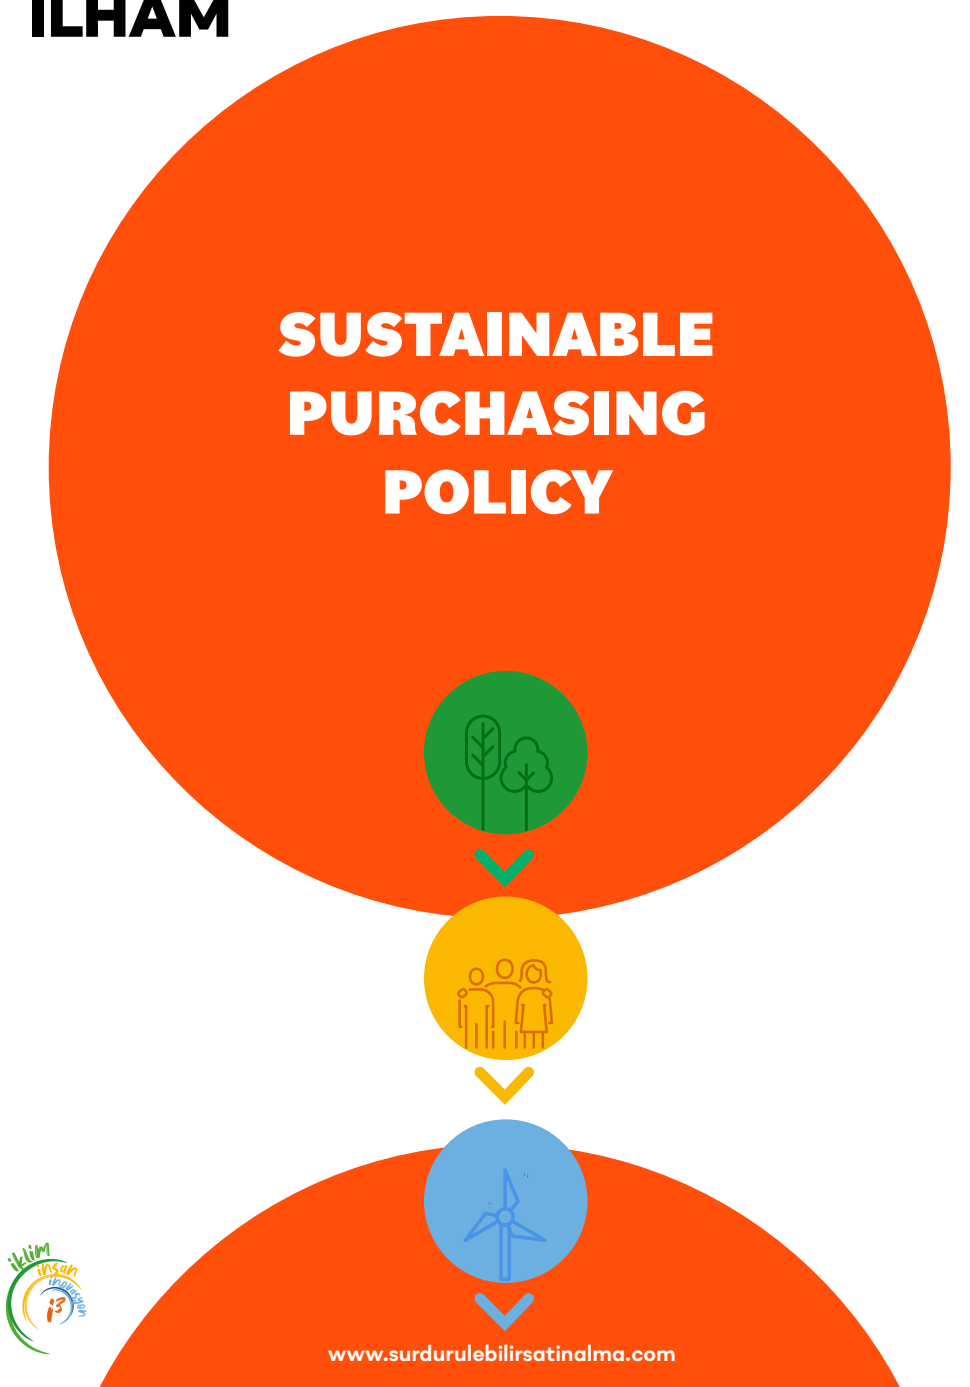 ILHAM
SUSTAINABLE
PURCHASING
POLICY
iklim
insan
inovasyon
i3
www.surdurulebilirsatinalma.com